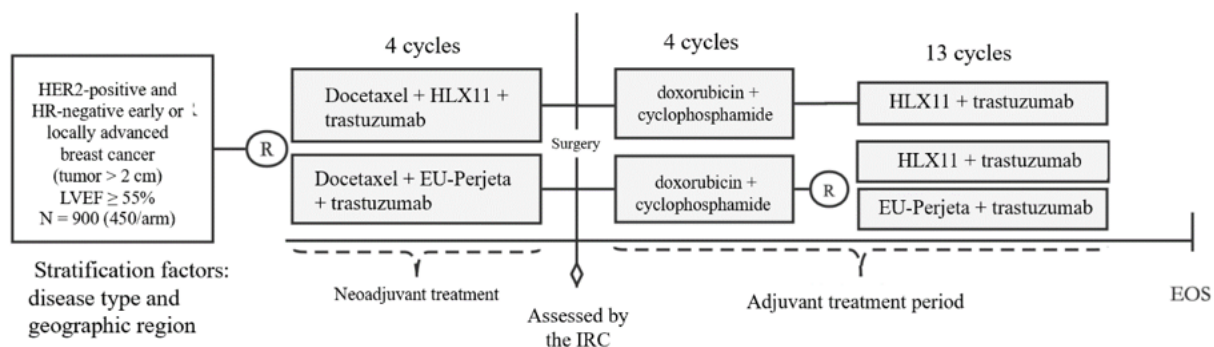 4 cycles
4 cycles
13 cycles
HER2-positive and
HR-negative early or
locally advanced
breast cancer
(tumor > 2 cm)
LVEF ≥ 55%
N = 900 (450/arm)
R
Docetaxel + HLX11 +
trastuzumab
Docetaxel + EU-Perjeta
+ trastuzumab
Surgery
doxorubicin +
cyclophosphamide
doxorubicin +
cyclophosphamide
R
HLX11 + trastuzumab
HLX11 + trastuzumab
EU-Perjeta + trastuzumab
Stratification factors:
disease type and
geographic region
Neoadjuvant treatment
Assessed by
the IRC
Adjuvant treatment period
EOS